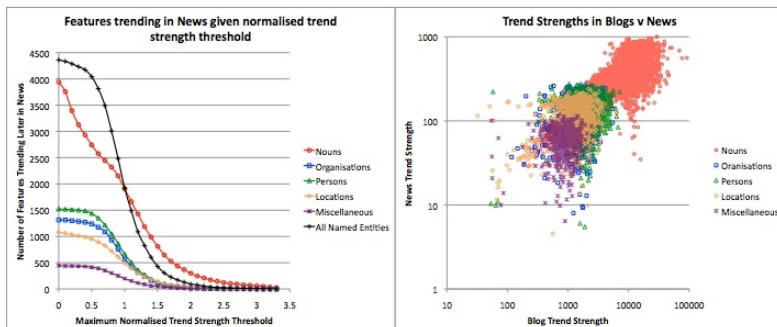 Features trending in News given normalised trend
strength threshold
Number of Features Trending Later in News
4500
4000
3500
3000
2500
2000
1500
1000
500
0
0
0.5
1
1.5
2
2.5
3
3.5
Maximum Normalised Trend Strength Threshold
Nouns
Organisations
Persons
Locations
Miscellaneous
All Named Entities
Trend Strengths in Blogs v News
News Trend Strength
1000
100
10
1
10
100
1000
10000
100000
Blog Trend Strength
Nouns
Oranisations
Persons
Locations
Miscellaneous